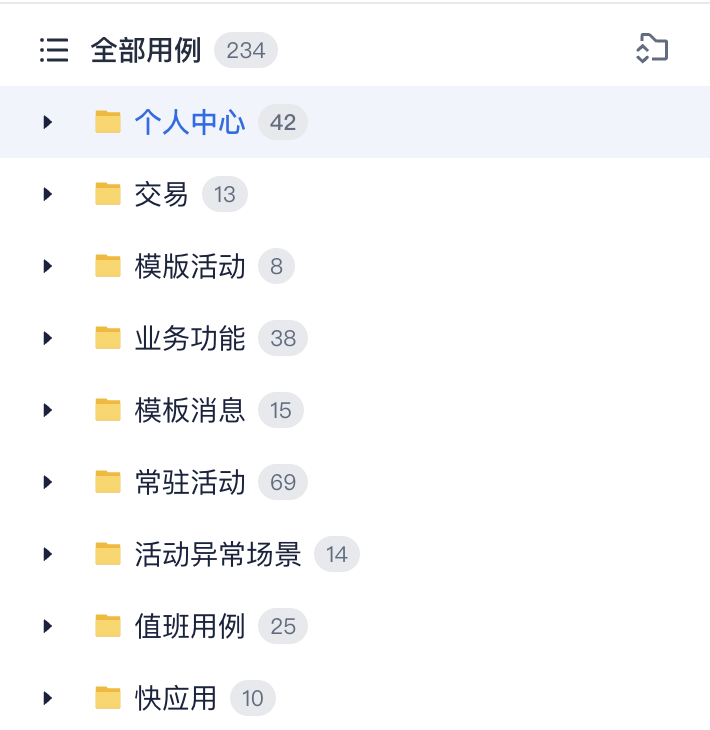 全部用例 234
个人中心 42
交易 13
模版活动 8
业务功能 38
模板消息 15
常驻活动 69
活动异常场景 14
值班用例 25
快应用 10